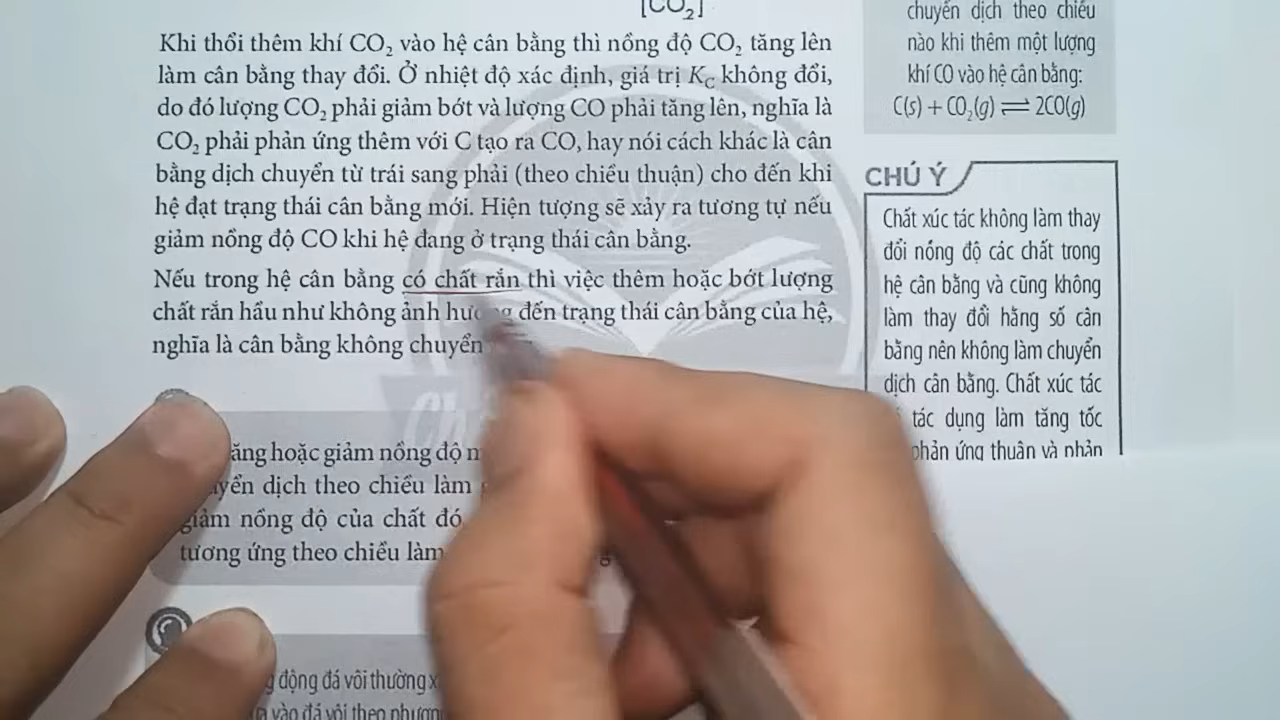 [CO₂]
Khi thổi thêm khí CO₂ vào hệ cân bằng thì nồng độ CO₂ tăng lên
làm cân bằng thay đổi. Ở nhiệt độ xác định, giá trị K_C không đổi,
do đó lượng CO₂ phải giảm bớt và lượng CO phải tăng lên, nghĩa là
CO₂ phải phản ứng thêm với C tạo ra CO, hay nói cách khác là cân
bằng dịch chuyển từ trái sang phải (theo chiều thuận) cho đến khi
hệ đạt trạng thái cân bằng mới. Hiện tượng sẽ xảy ra tương tự nếu
giảm nồng độ CO khi hệ đang ở trạng thái cân bằng.
Nếu trong hệ cân bằng có chất rắn thì việc thêm hoặc bớt lượng
chất rắn hầu như không ảnh đến trạng thái cân bằng của hệ,
nghĩa là cân bằng không chuyển
hoặc giảm nồng độ
dịch theo chiều làm
giảm nồng độ của chất đó
tương ứng theo chiều làm
động đá vôi thường
vào đá vôi theo
chuyển dịch theo chiều
nào khi thêm một lượng
khí CO vào hệ cân bằng:
C(s) + CO₂(g) ⇌ 2CO(g)
CHÚ Ý
Chất xúc tác không làm thay
đổi nồng độ các chất trong
hệ cân bằng và cũng không
làm thay đổi hằng số cân
bằng nên không làm chuyển
dịch cân bằng. Chất xúc tác
tác dụng làm tăng tốc
phản ứng thuận và phản